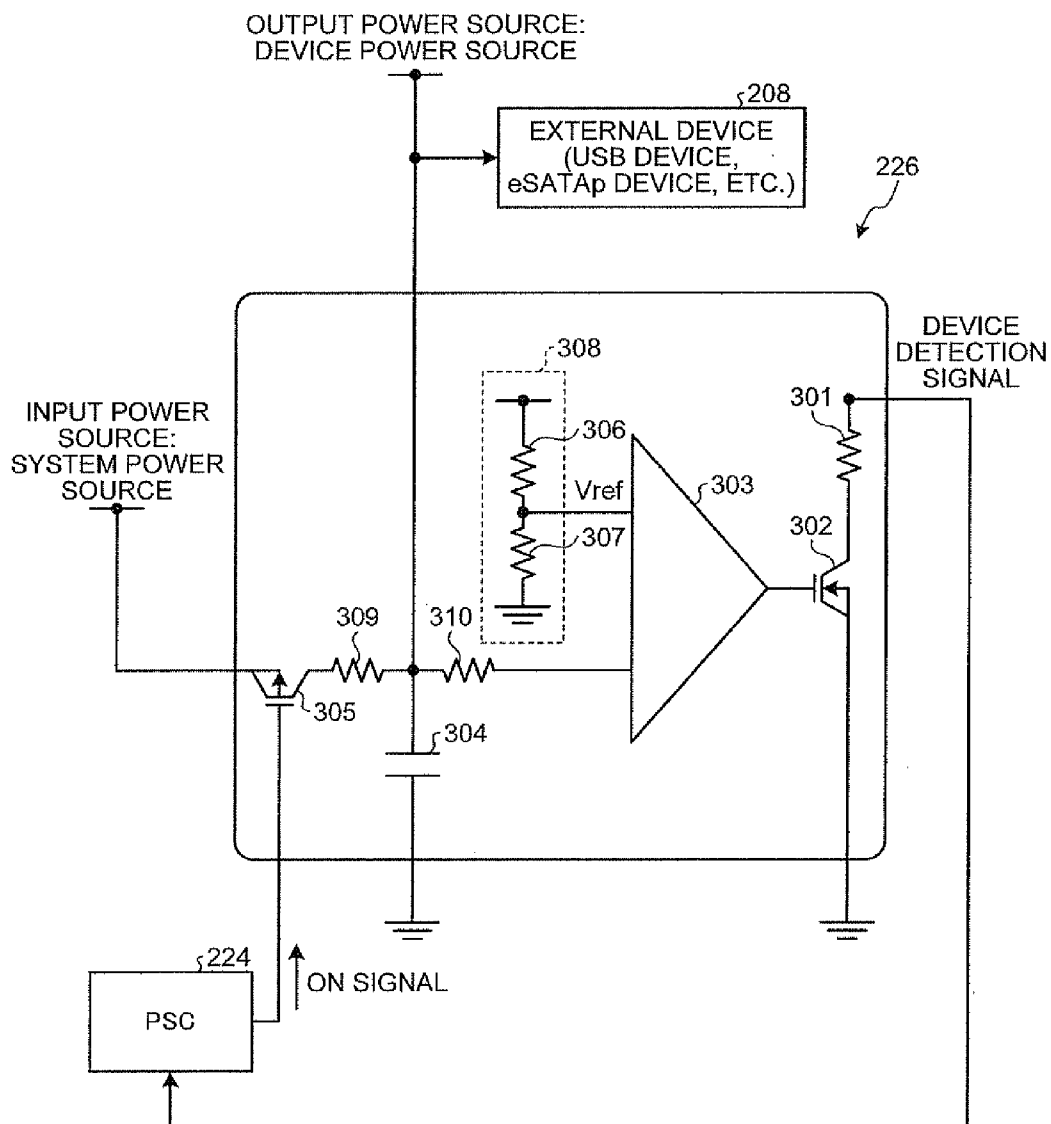 OUTPUT POWER SOURCE:
DEVICE POWER SOURCE
208
EXTERNAL DEVICE
(USB DEVICE,
eSATAp DEVICE, ETC.)
226
DEVICE
DETECTION
SIGNAL
308
301
INPUT POWER
SOURCE:
SYSTEM POWER
SOURCE
306
303
Vref
302
307
309
310
305
304
224
ON SIGNAL
PSC